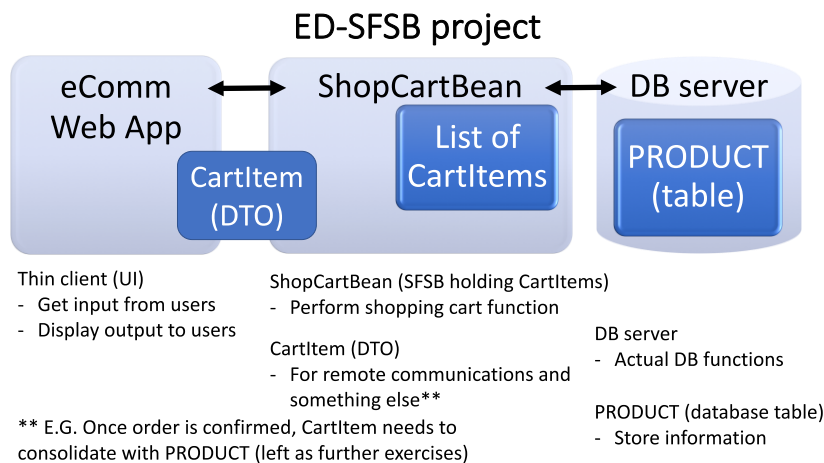 ED-SFSB project
eComm
Web App
ShopCartBean
DB server
CartItem
(DTO)
List of
CartItems
PRODUCT
(table)
Thin client (UI)
- Get input from users
- Display output to users
ShopCartBean (SFSB holding CartItems)
- Perform shopping cart function
CartItem (DTO)
- For remote communications and
something else**
DB server
- Actual DB functions
PRODUCT (database table)
- Store information
** E.G. Once order is confirmed, CartItem needs to
consolidate with PRODUCT (left as further exercises)